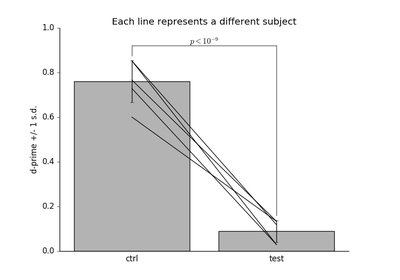 Each line represents a different subject
1.0
p < 10⁻⁹
0.8
0.6
d-prime +/- 1 s.d.
0.4
0.2
0.0
ctrl
test